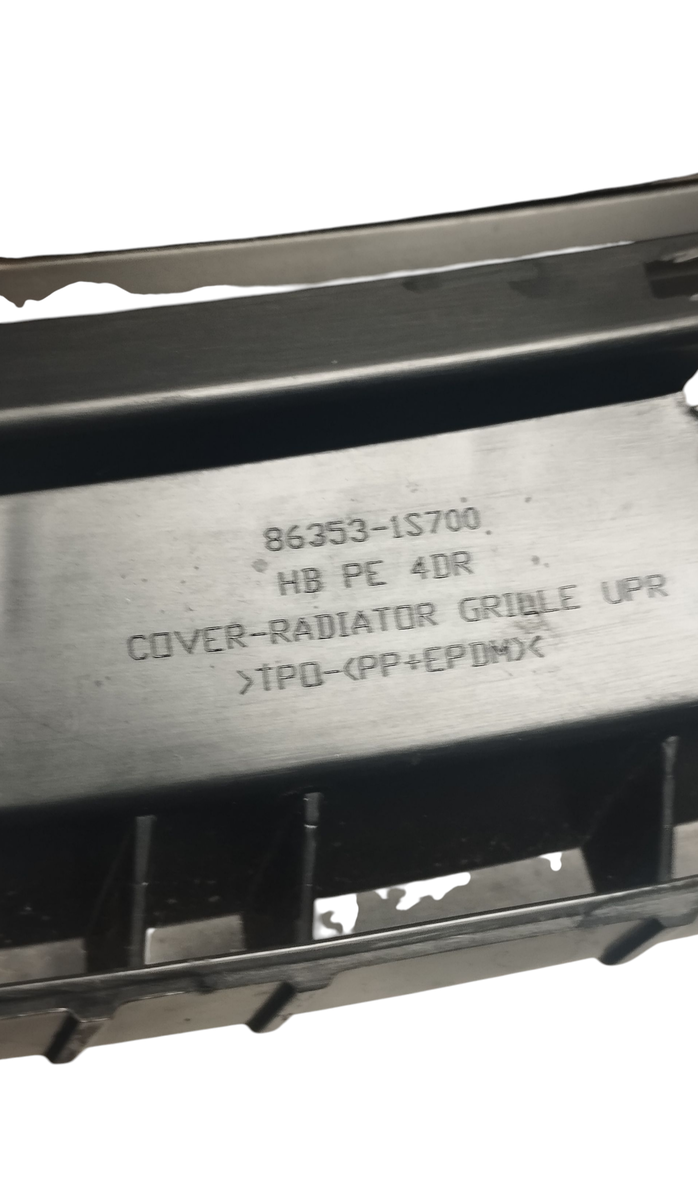 86353-1S700
HB PE 4DR
COVER-RADIATOR GRILLE UPR
>TPO-(PP+EPDM)<